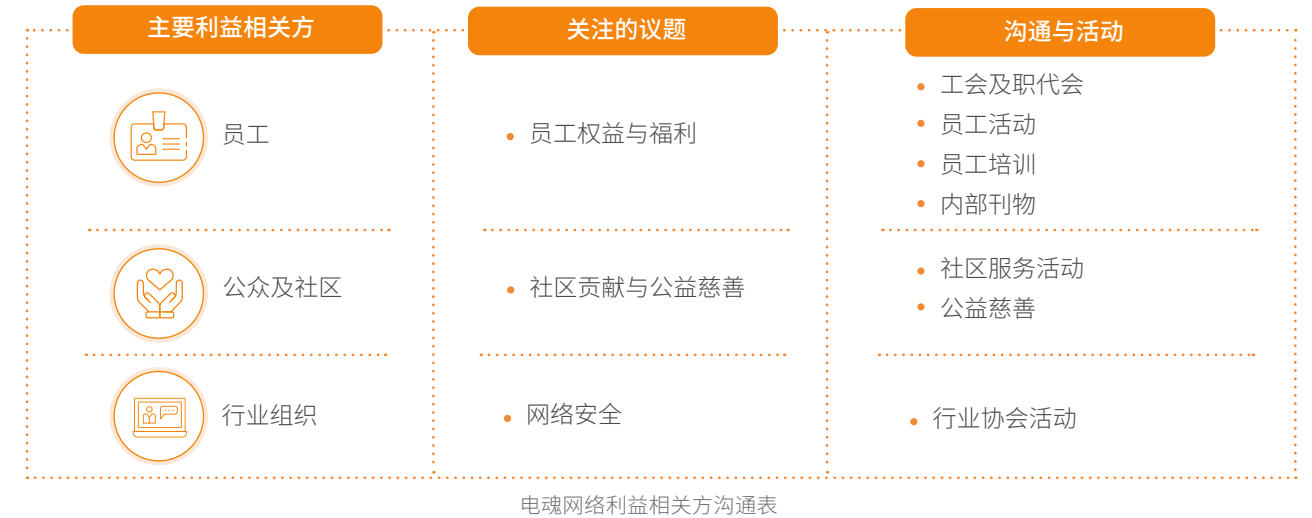 主要利益相关方
关注的议题
沟通与活动
员工
• 员工权益与福利
• 工会及职代会
• 员工活动
• 员工培训
• 内部刊物
公众及社区
• 社区贡献与公益慈善
• 社区服务活动
• 公益慈善
行业组织
• 网络安全
• 行业协会活动
电魂网络利益相关方沟通表